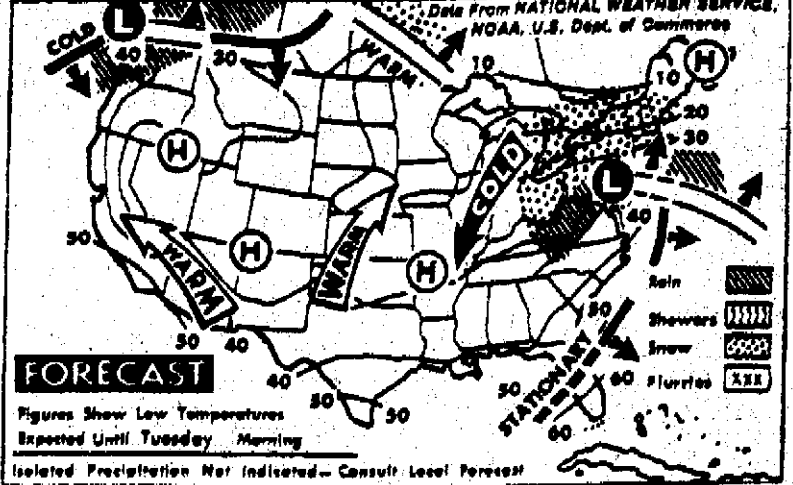 Data From NATIONAL WEATHER SERVICE,
NOAA, U.S. Dept. of Commerce
COLD
L
40
30
WARM
10
10
H
20
30
H
COLD
L
40
50
WARM
H
WARM
H
50
40
40
50
50
50
STATIONARY
50
60
60
Rain
Showers
Snow
Flurries
FORECAST
Figures Show Low Temperatures
Expected Until Tuesday Morning
Isolated Precipitation Not Indicated— Consult Local Forecast